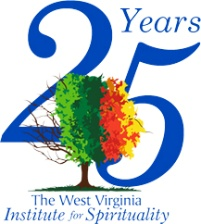 25 Years
The West Virginia
Institute for Spirituality